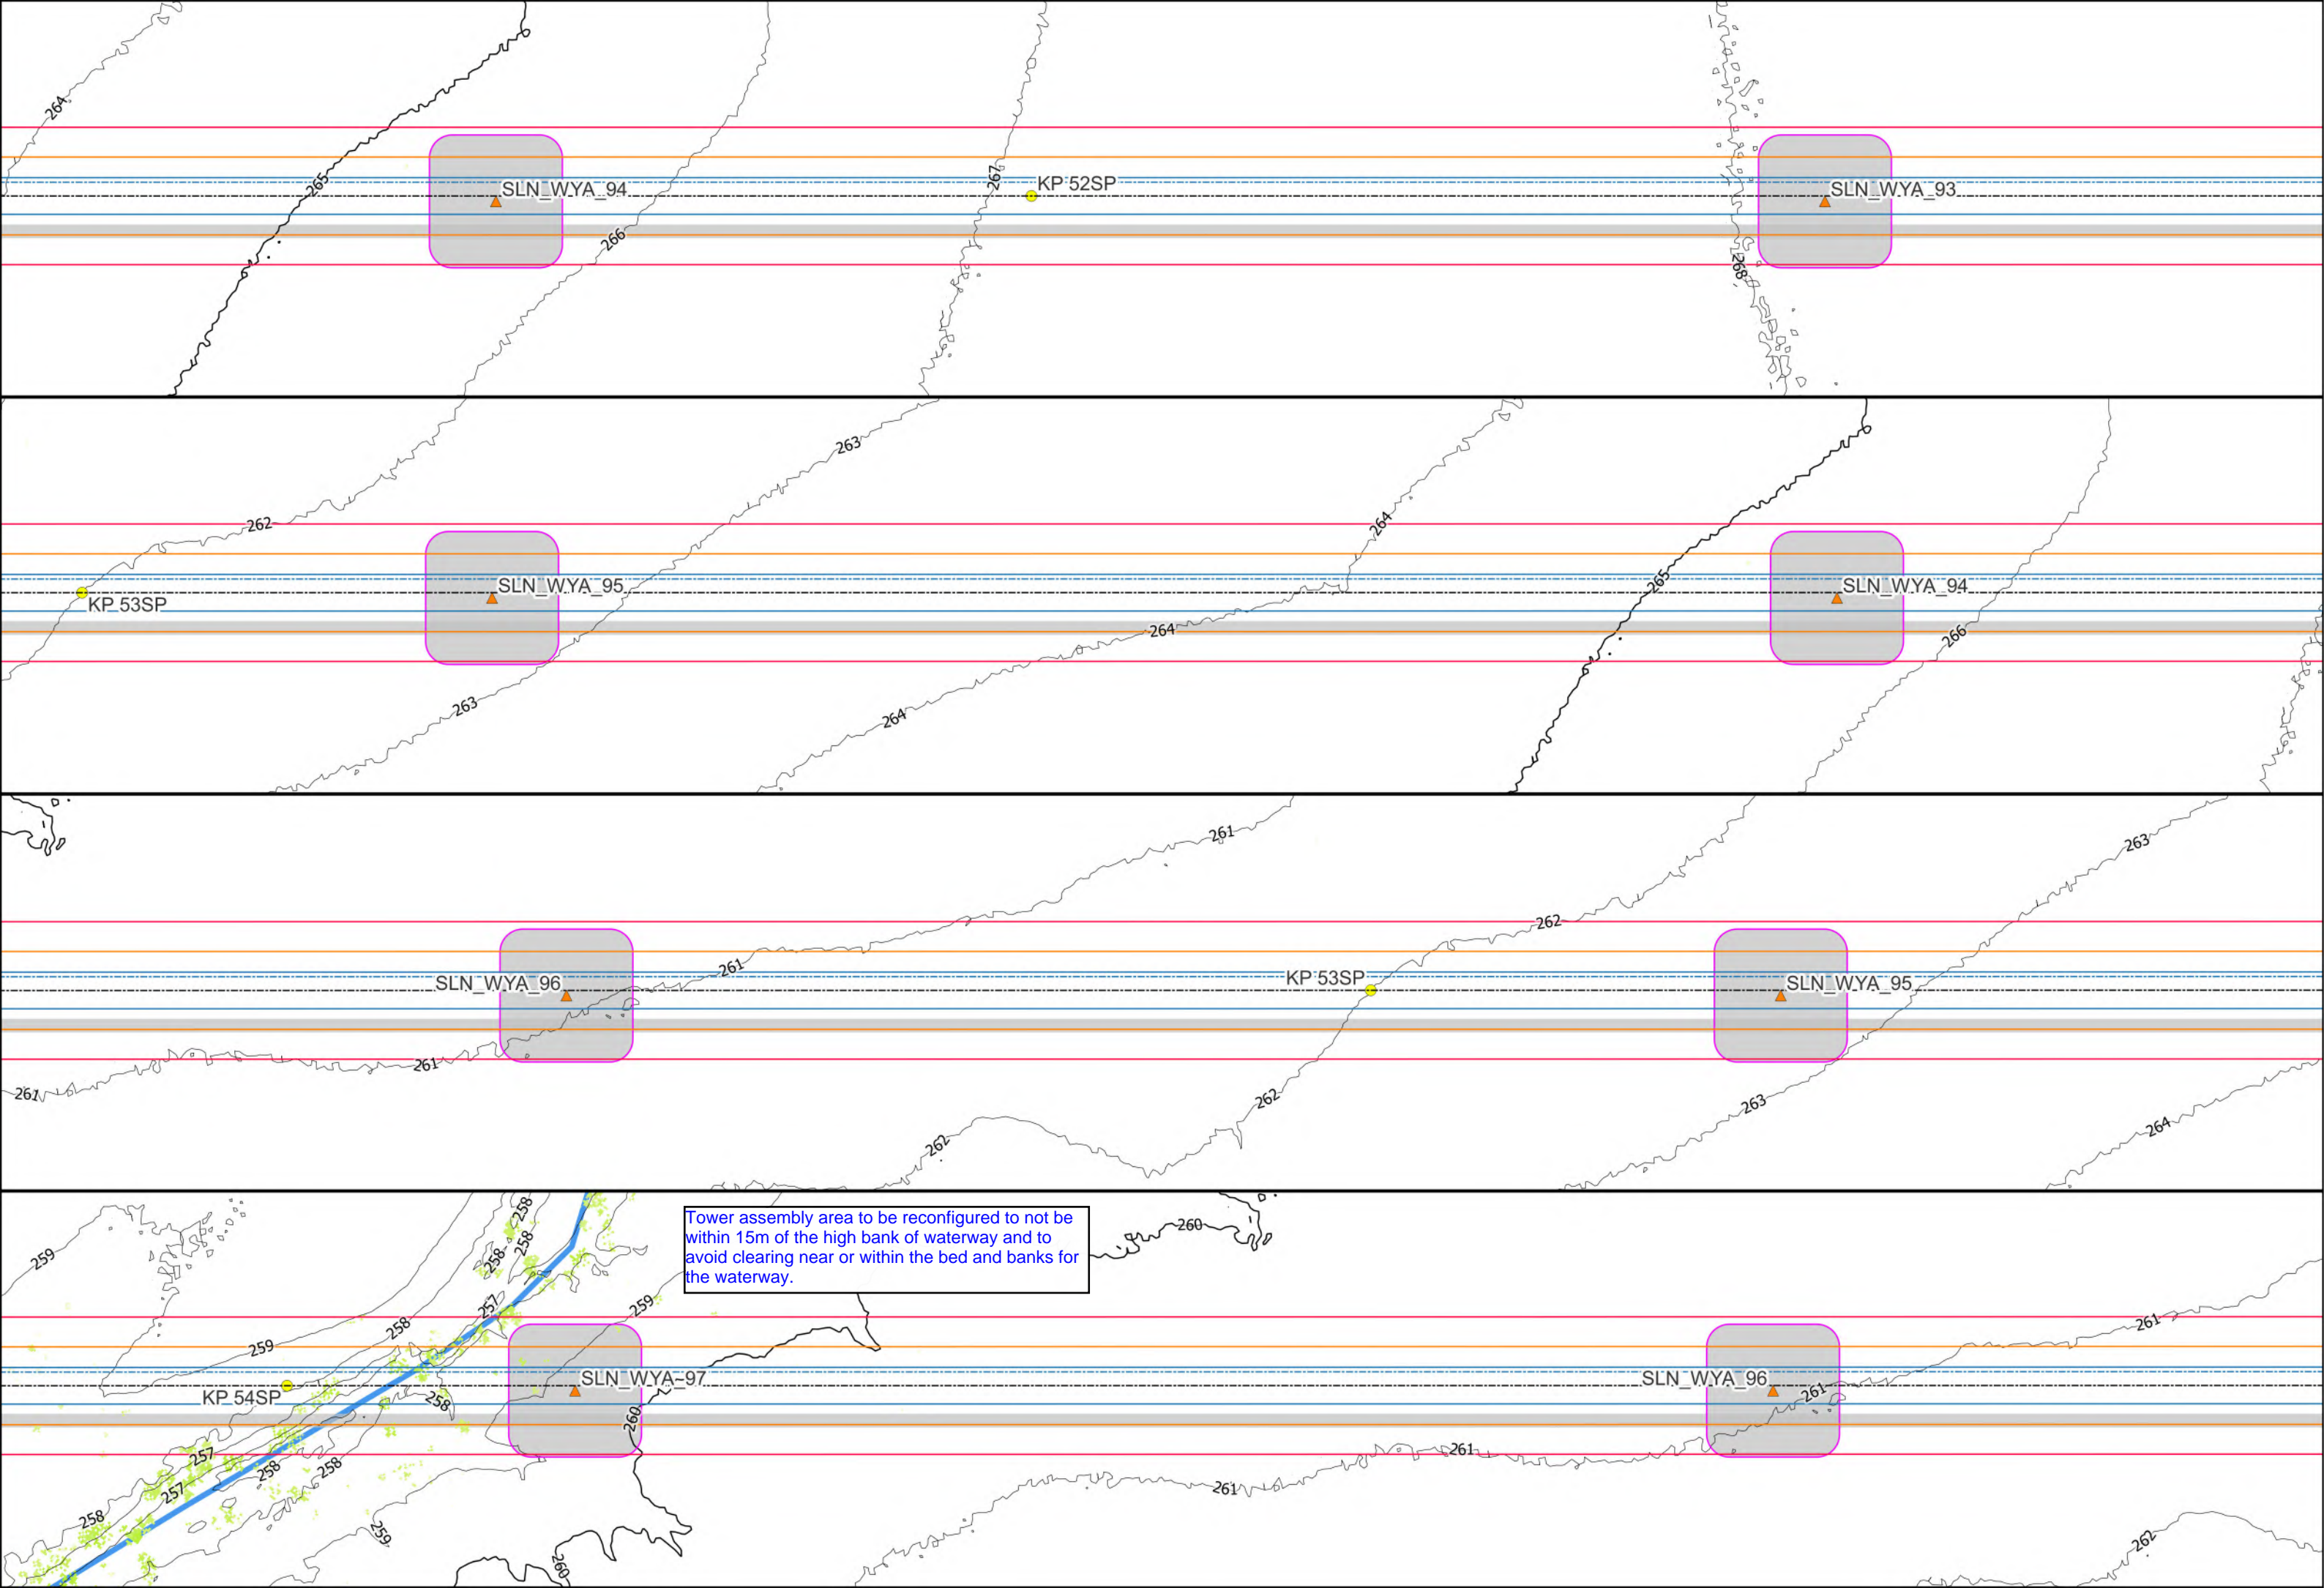 264
265
SLN_WYA_94
266
267
KP 52SP
268
SLN_WYA_93
263
262
264
KP 53SP
SLN_WYA_95
264
265
SLN_WYA_94
266
263
264
261
263
262
261
SLN_WYA_96
KP 53SP
SLN_WYA_95
261
261
262
262
263
264
258
258
258
259
Tower assembly area to be reconfigured to not be
within 15m of the high bank of waterway and to
avoid clearing near or within the bed and banks for
the waterway.
260
257
259
258
259
261
KP 54SP
258
SLN_WYA_97
260
SLN_WYA_96
261
257
258
258
257
261
261
258
259
260
262